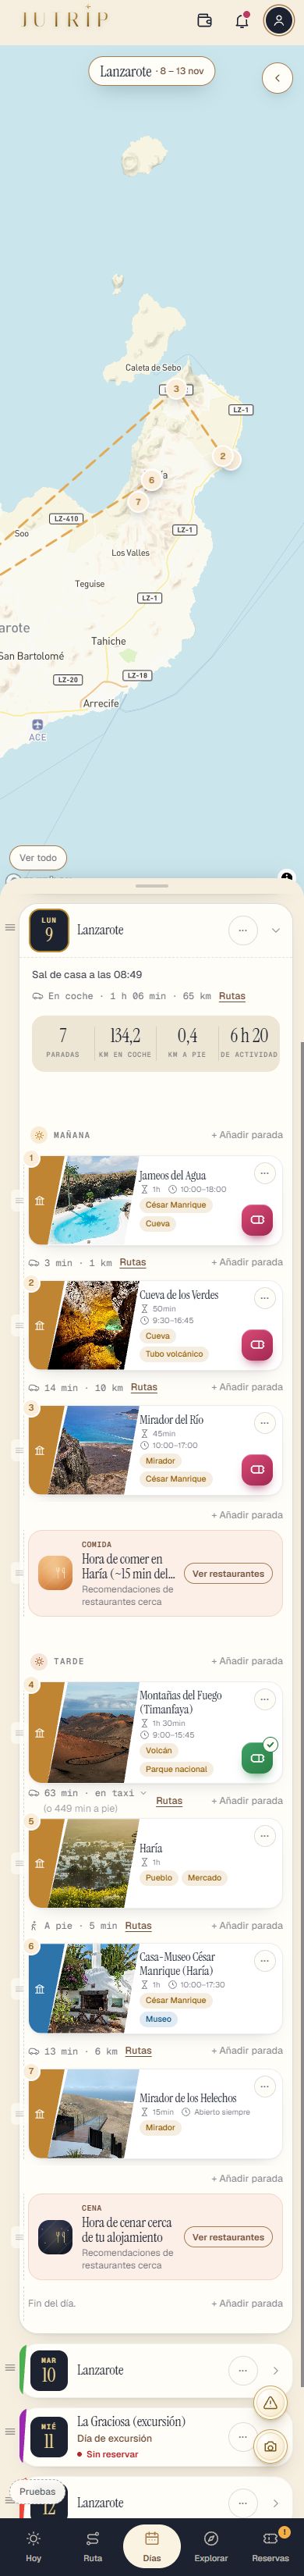 JUTRIP
Lanzarote · 8 – 13 nov
Caleta de Sebo
3
LZ-1
2
6
7
LZ-410
LZ-1
Soo
Los Valles
Teguise
LZ-1
arote
Tahiche
San Bartolomé
LZ-20
LZ-18
Arrecife
ACE
Ver todo
LUN
9
Lanzarote
Sal de casa a las 08:49
En coche · 1 h 06 min · 65 km Rutas
7 134,2 0,4 6 h 20
PARADAS KM EN COCHE KM A PIE DE ACTIVIDAD
MAÑANA + Añadir parada
1
Jameos del Agua
1h 10:00–18:00
César Manrique
Cueva
3 min · 1 km Rutas + Añadir parada
2
Cueva de los Verdes
50min
9:30–16:45
Cueva
Tubo volcánico
14 min · 10 km Rutas + Añadir parada
3
Mirador del Río
45min
10:00–17:00
Mirador
César Manrique
+ Añadir parada
COMIDA
Hora de comer en
Haría (~15 min del...
Recomendaciones de
restaurantes cerca
Ver restaurantes
TARDE + Añadir parada
4
Montañas del Fuego
(Timanfaya)
1h 30min
9:00–15:45
Volcán
Parque nacional
63 min · en taxi
(o 449 min a pie)
Rutas + Añadir parada
5
Haría
1h
Pueblo Mercado
A pie · 5 min Rutas + Añadir parada
6
Casa-Museo César
Manrique (Haría)
1h 10:00–17:30
César Manrique
Museo
13 min · 6 km Rutas + Añadir parada
7
Mirador de los Helechos
15min Abierto siempre
Mirador
+ Añadir parada
CENA
Hora de cenar cerca
de tu alojamiento
Recomendaciones de
restaurantes cerca
Ver restaurantes
Fin del día. + Añadir parada
MAR
10
Lanzarote
MIÉ
11
La Graciosa (excursión)
Día de excursión
Sin reservar
Pruebas
12
Lanzarote
1
Hoy Ruta Días Explorar Reservas